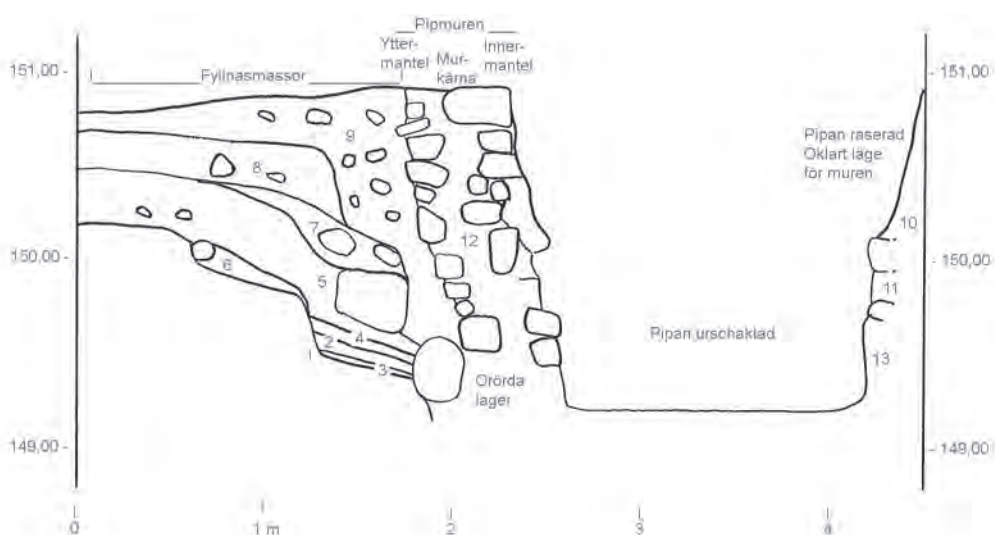 Pipmuren
Ytter-
mantel
Mur-
kärna
Inner-
mantel
151,00
Fyllnasmassor
151,00
Pipan raserad
Oklart läge
för muren
9
8
7
12
10
150,00
150,00
6
5
11
4
2
1
3
Pipan urschaktad
13
Orörda
lager
149,00
149,00
0
1 m
2
3